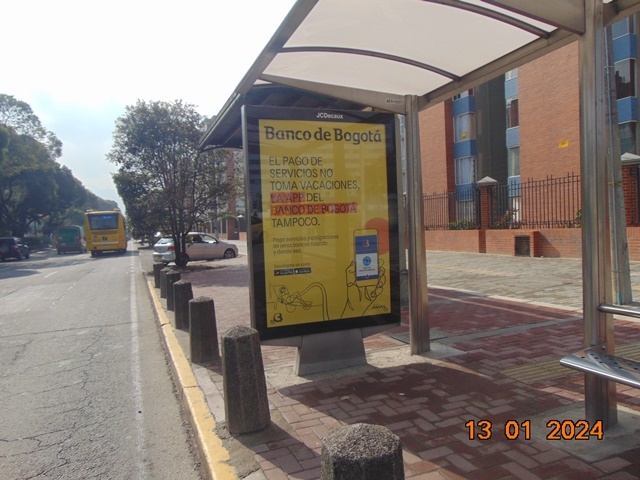 JCDecaux
Banco de Bogotá
EL PAGO DE
SERVICIOS NO
TOMA VACACIONES,
LA APP DEL
BANCO DE BOGOTÁ
TAMPOCO.
13 01 2024